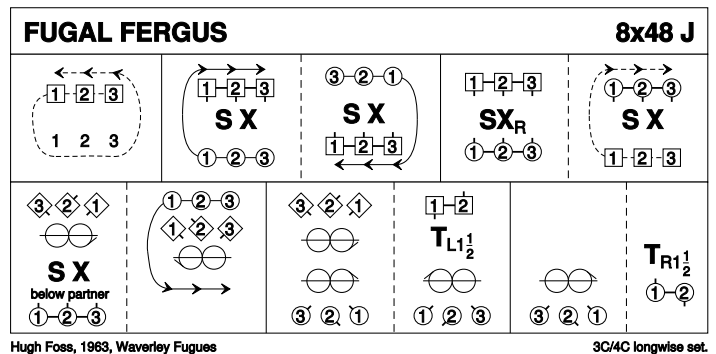 FUGAL FERGUS 8x48 J
1 2 3
1 2 3
1 2 3
S X
1 2 3
3 2 1
S X
1 2 3
1 2 3
SXR
1 2 3
1 2 3
S X
1 2 3
3 2 1
S X
below partner
1 2 3
1 2 3
1 2 3
3 2 1
3 2 1
1 2
TL1½
1 2 3
3 2 1
TR1½
1 2
Hugh Foss, 1963, Waverley Fugues 3C/4C longwise set.